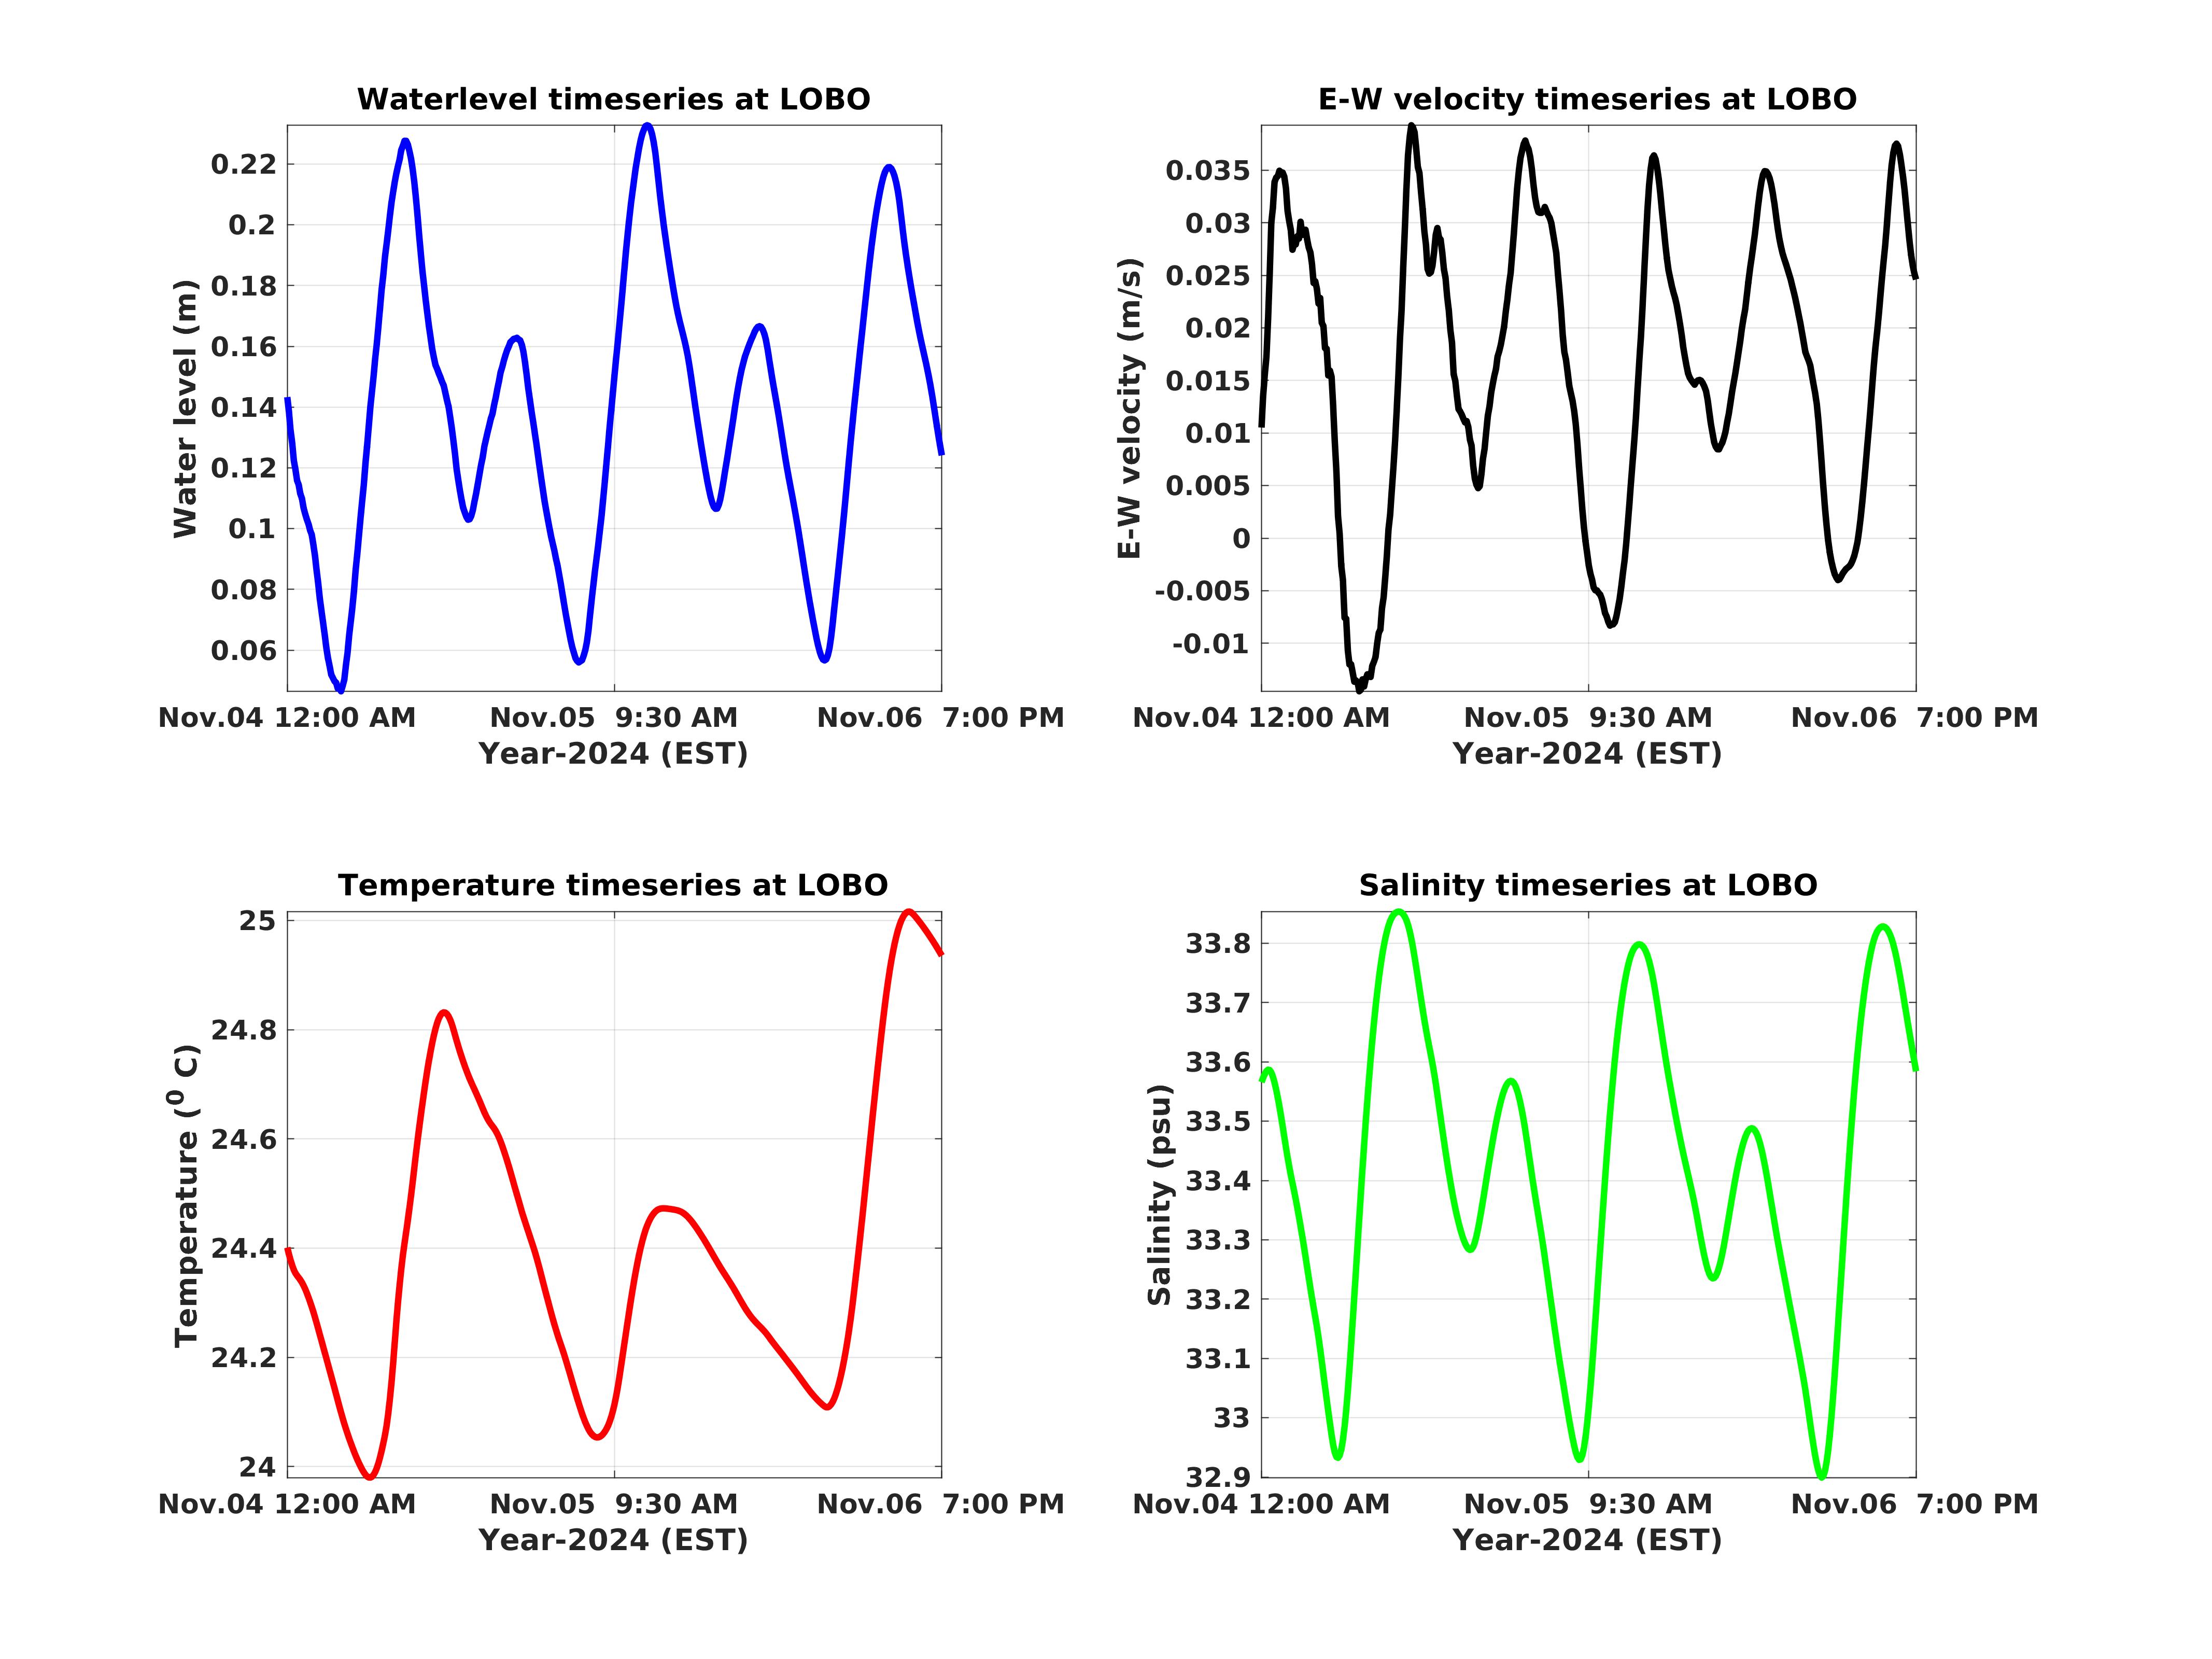 Waterlevel timeseries at LOBO
Water level (m)
0.22
0.2
0.18
0.16
0.14
0.12
0.1
0.08
0.06
Nov.04 12:00 AM
Nov.05 9:30 AM
Nov.06 7:00 PM
Year-2024 (EST)
E-W velocity timeseries at LOBO
E-W velocity (m/s)
0.035
0.03
0.025
0.02
0.015
0.01
0.005
0
-0.005
-0.01
Nov.04 12:00 AM
Nov.05 9:30 AM
Nov.06 7:00 PM
Year-2024 (EST)
Temperature timeseries at LOBO
Temperature (⁰ C)
25
24.8
24.6
24.4
24.2
24
Nov.04 12:00 AM
Nov.05 9:30 AM
Nov.06 7:00 PM
Year-2024 (EST)
Salinity timeseries at LOBO
Salinity (psu)
33.8
33.7
33.6
33.5
33.4
33.3
33.2
33.1
33
32.9
Nov.04 12:00 AM
Nov.05 9:30 AM
Nov.06 7:00 PM
Year-2024 (EST)